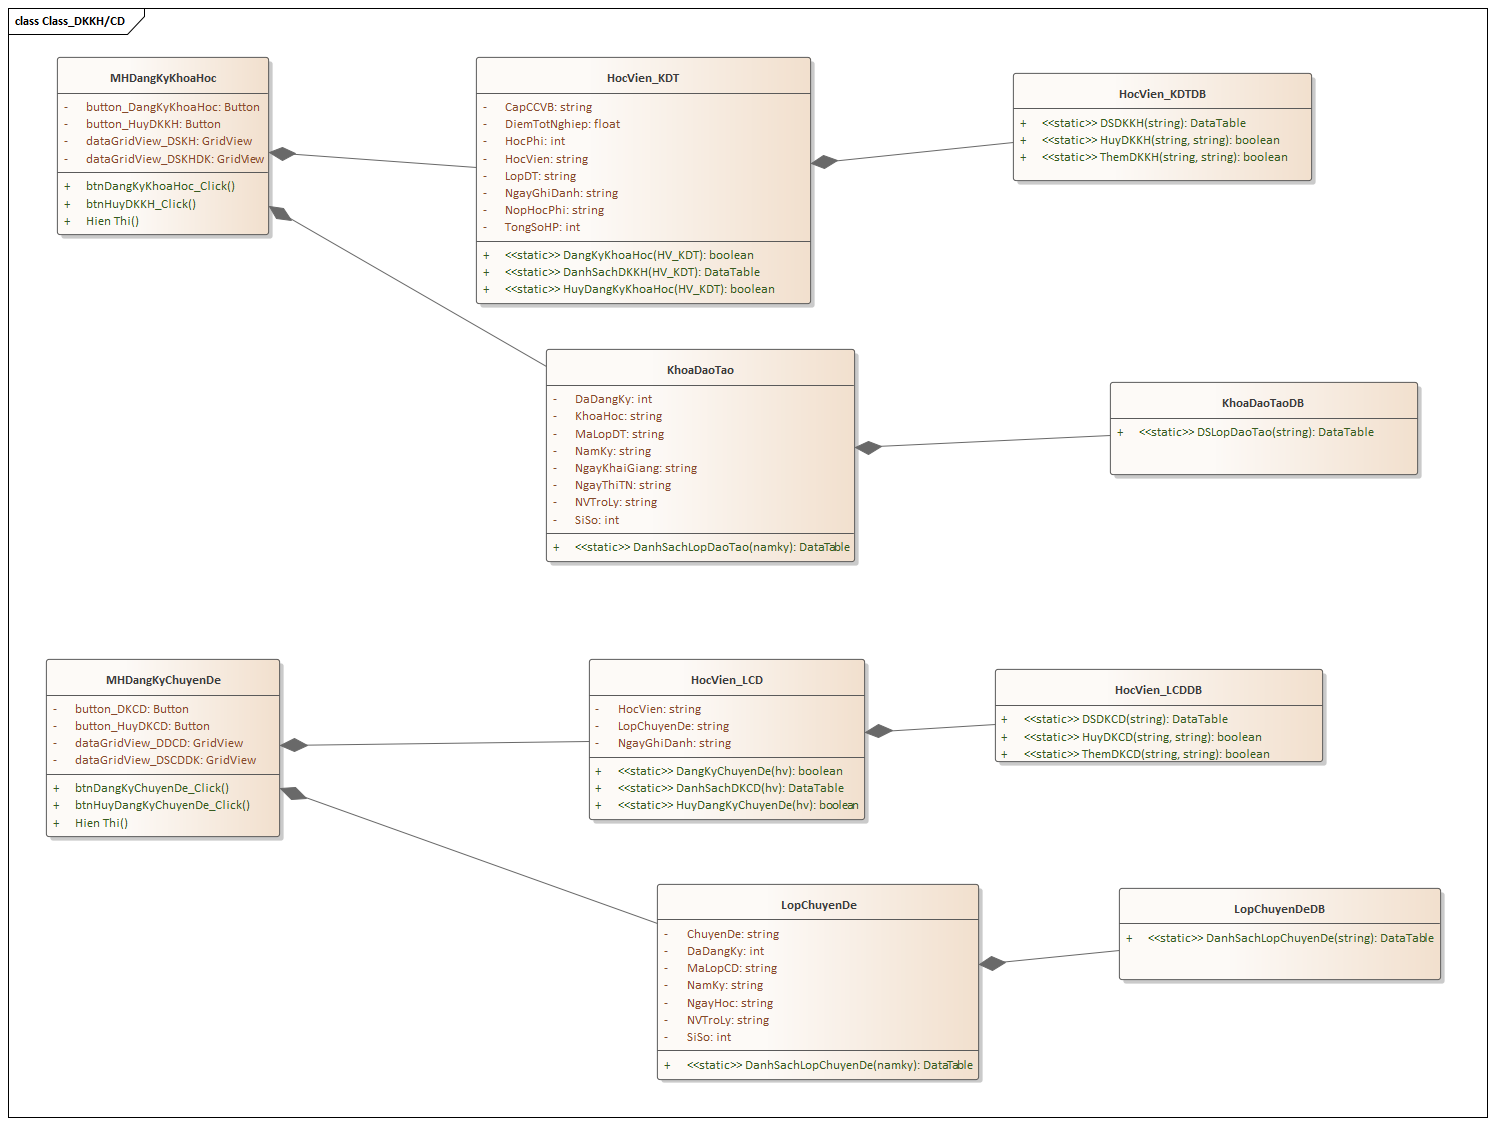 class Class_DKKH/CD
MHDangKyKhoaHoc
- button_DangKyKhoaHoc: Button
- button_HuyDKKH: Button
- dataGridView_DSKH: GridView
- dataGridView_DSKHDK: GridView
+ btnDangKyKhoaHoc_Click()
+ btnHuyDKKH_Click()
+ Hien Thi()
HocVien_KDT
- CapCCVB: string
- DiemTotNghiep: float
- HocPhi: int
- HocVien: string
- LopDT: string
- NgayGhiDanh: string
- NopHocPhi: string
- TongSoHP: int
+ <<static>> DangKyKhoaHoc(HV_KDT): boolean
+ <<static>> DanhSachDKKH(HV_KDT): DataTable
+ <<static>> HuyDangKyKhoaHoc(HV_KDT): boolean
HocVien_KDTDB
+ <<static>> DSDKKH(string): DataTable
+ <<static>> HuyDKKH(string, string): boolean
+ <<static>> ThemDKKH(string, string): boolean
KhoaDaoTao
- DaDangKy: int
- KhoaHoc: string
- MaLopDT: string
- NamKy: string
- NgayKhaiGiang: string
- NgayThiTN: string
- NVTroLy: string
- SiSo: int
+ <<static>> DanhSachLopDaoTao(namky): DataTable
KhoaDaoTaoDB
+ <<static>> DSLopDaoTao(string): DataTable
MHDangKyChuyenDe
- button_DKCD: Button
- button_HuyDKCD: Button
- dataGridView_DDCD: GridView
- dataGridView_DSCDDK: GridView
+ btnDangKyChuyenDe_Click()
+ btnHuyDangKyChuyenDe_Click()
+ Hien Thi()
HocVien_LCD
- HocVien: string
- LopChuyenDe: string
- NgayGhiDanh: string
+ <<static>> DangKyChuyenDe(hv): boolean
+ <<static>> DanhSachDKCD(hv): DataTable
+ <<static>> HuyDangKyChuyenDe(hv): boolean
HocVien_LCDDB
+ <<static>> DSDKCD(string): DataTable
+ <<static>> HuyDKCD(string, string): boolean
+ <<static>> ThemDKCD(string, string): boolean
LopChuyenDe
- ChuyenDe: string
- DaDangKy: int
- MaLopCD: string
- NamKy: string
- NgayHoc: string
- NVTroLy: string
- SiSo: int
+ <<static>> DanhSachLopChuyenDe(namky): DataTable
LopChuyenDeDB
+ <<static>> DanhSachLopChuyenDe(string): DataTable